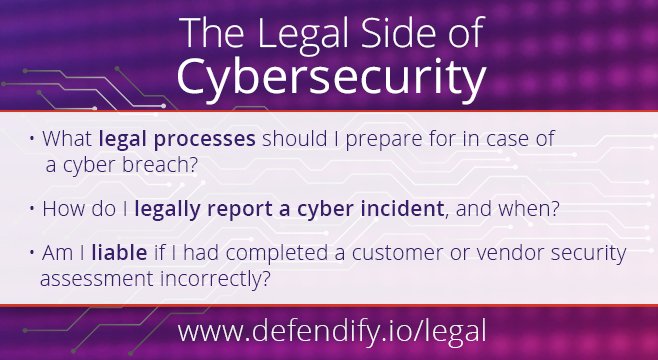 The Legal Side of
Cybersecurity
• What legal processes should I prepare for in case of
a cyber breach?
• How do I legally report a cyber incident, and when?
• Am I liable if I had completed a customer or vendor security
assessment incorrectly?
www.defendify.io/legal